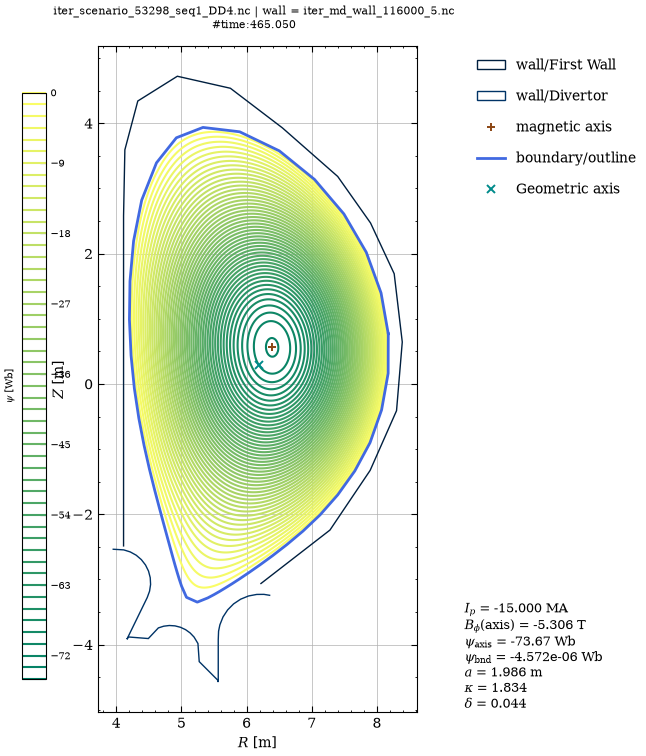 iter_scenario_53298_seq1_DD4.nc | wall = iter_md_wall_116000_5.nc
#time:465.050
wall/First Wall
wall/Divertor
magnetic axis
boundary/outline
Geometric axis
0
−9
−18
−27
−36
−45
−54
−63
−72
ψ [Wb]
Z [m]
4
2
0
−2
−4
4
5
6
7
8
R [m]
I_p = -15.000 MA
B_ϕ(axis) = -5.306 T
ψ_axis = -73.67 Wb
ψ_bnd = -4.572e-06 Wb
a = 1.986 m
κ = 1.834
δ = 0.044